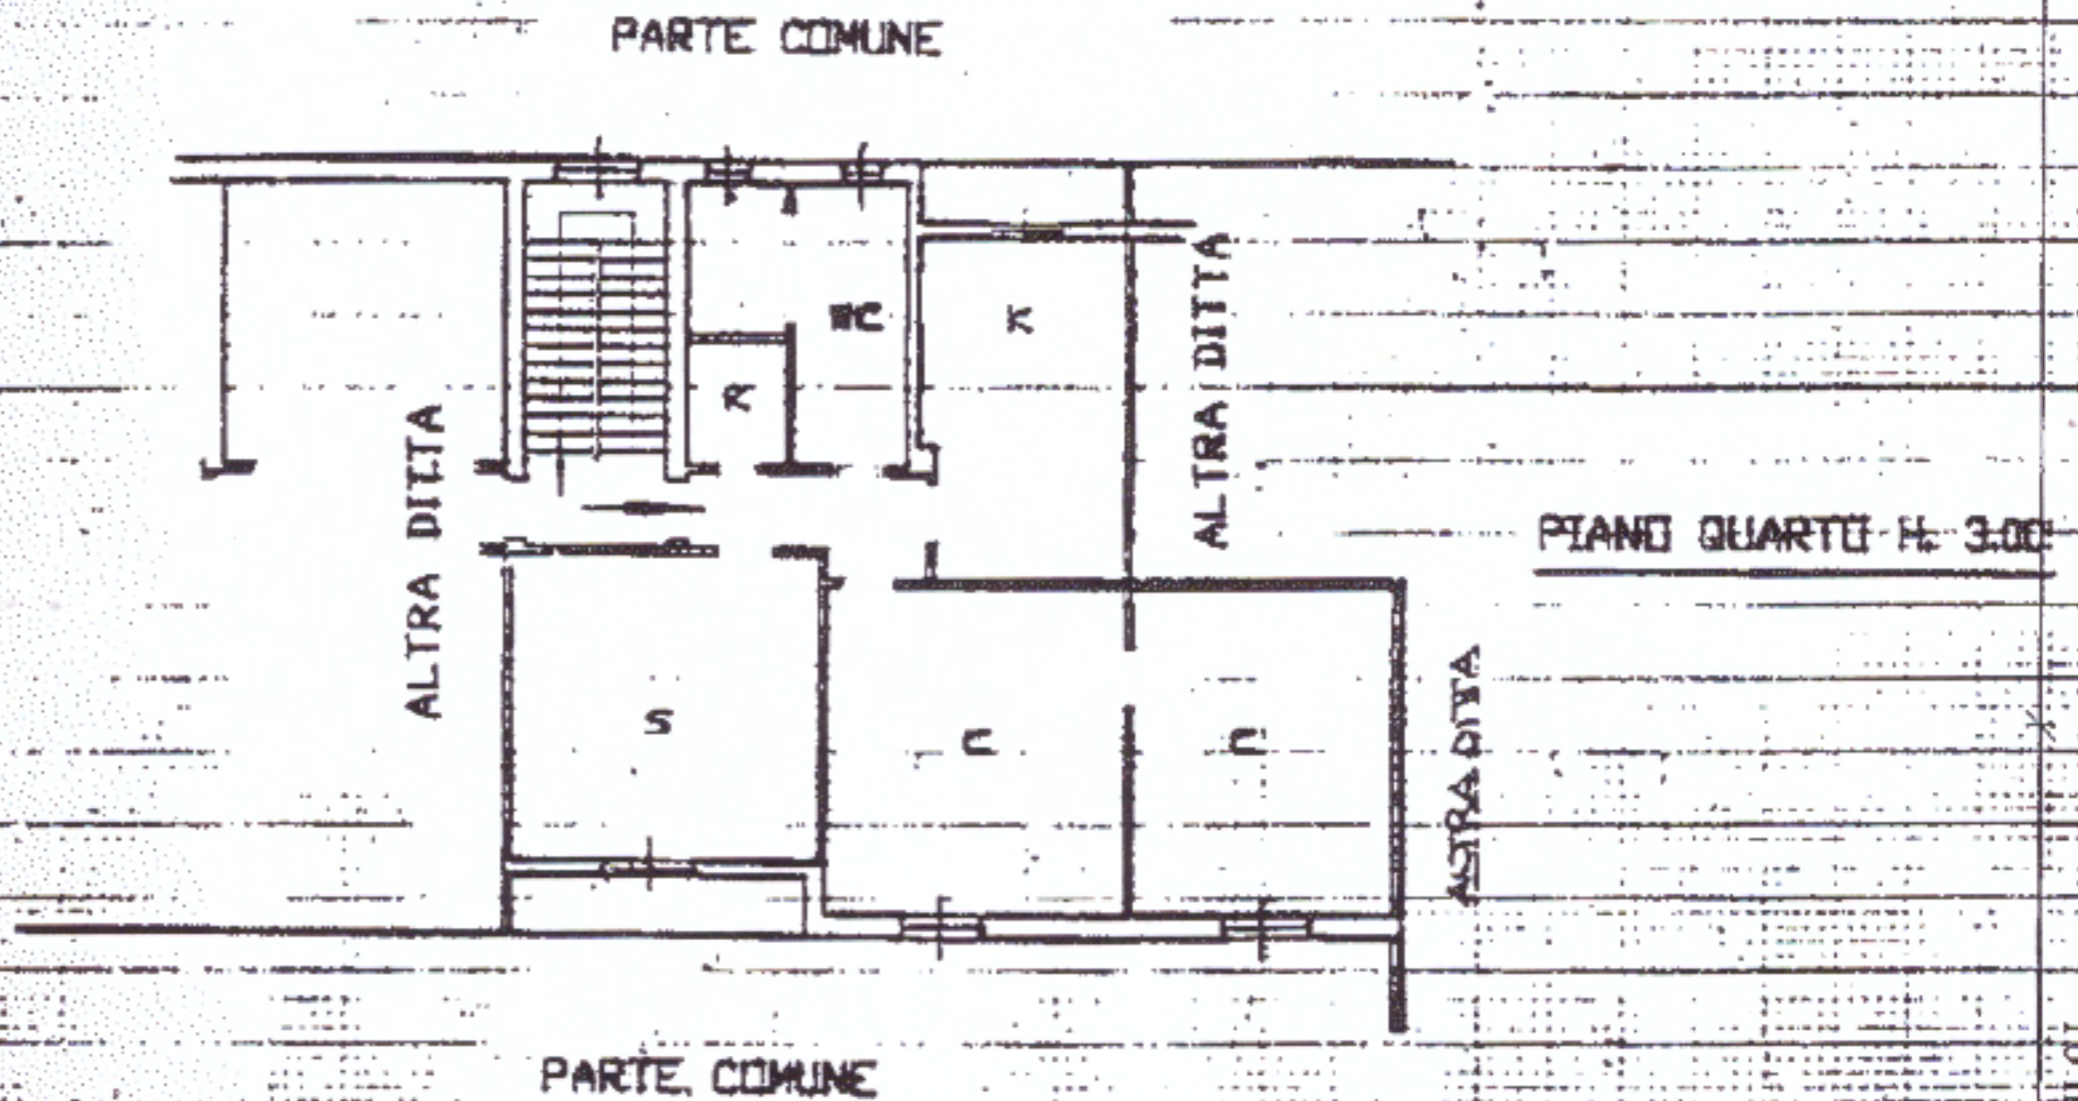 PARTE COMUNE
WC
K
R
ALTRA DITTA
ALTRA DITTA
PIANO QUARTO H. 3.00
S
C
C
ALTRA DITTA
PARTE COMUNE